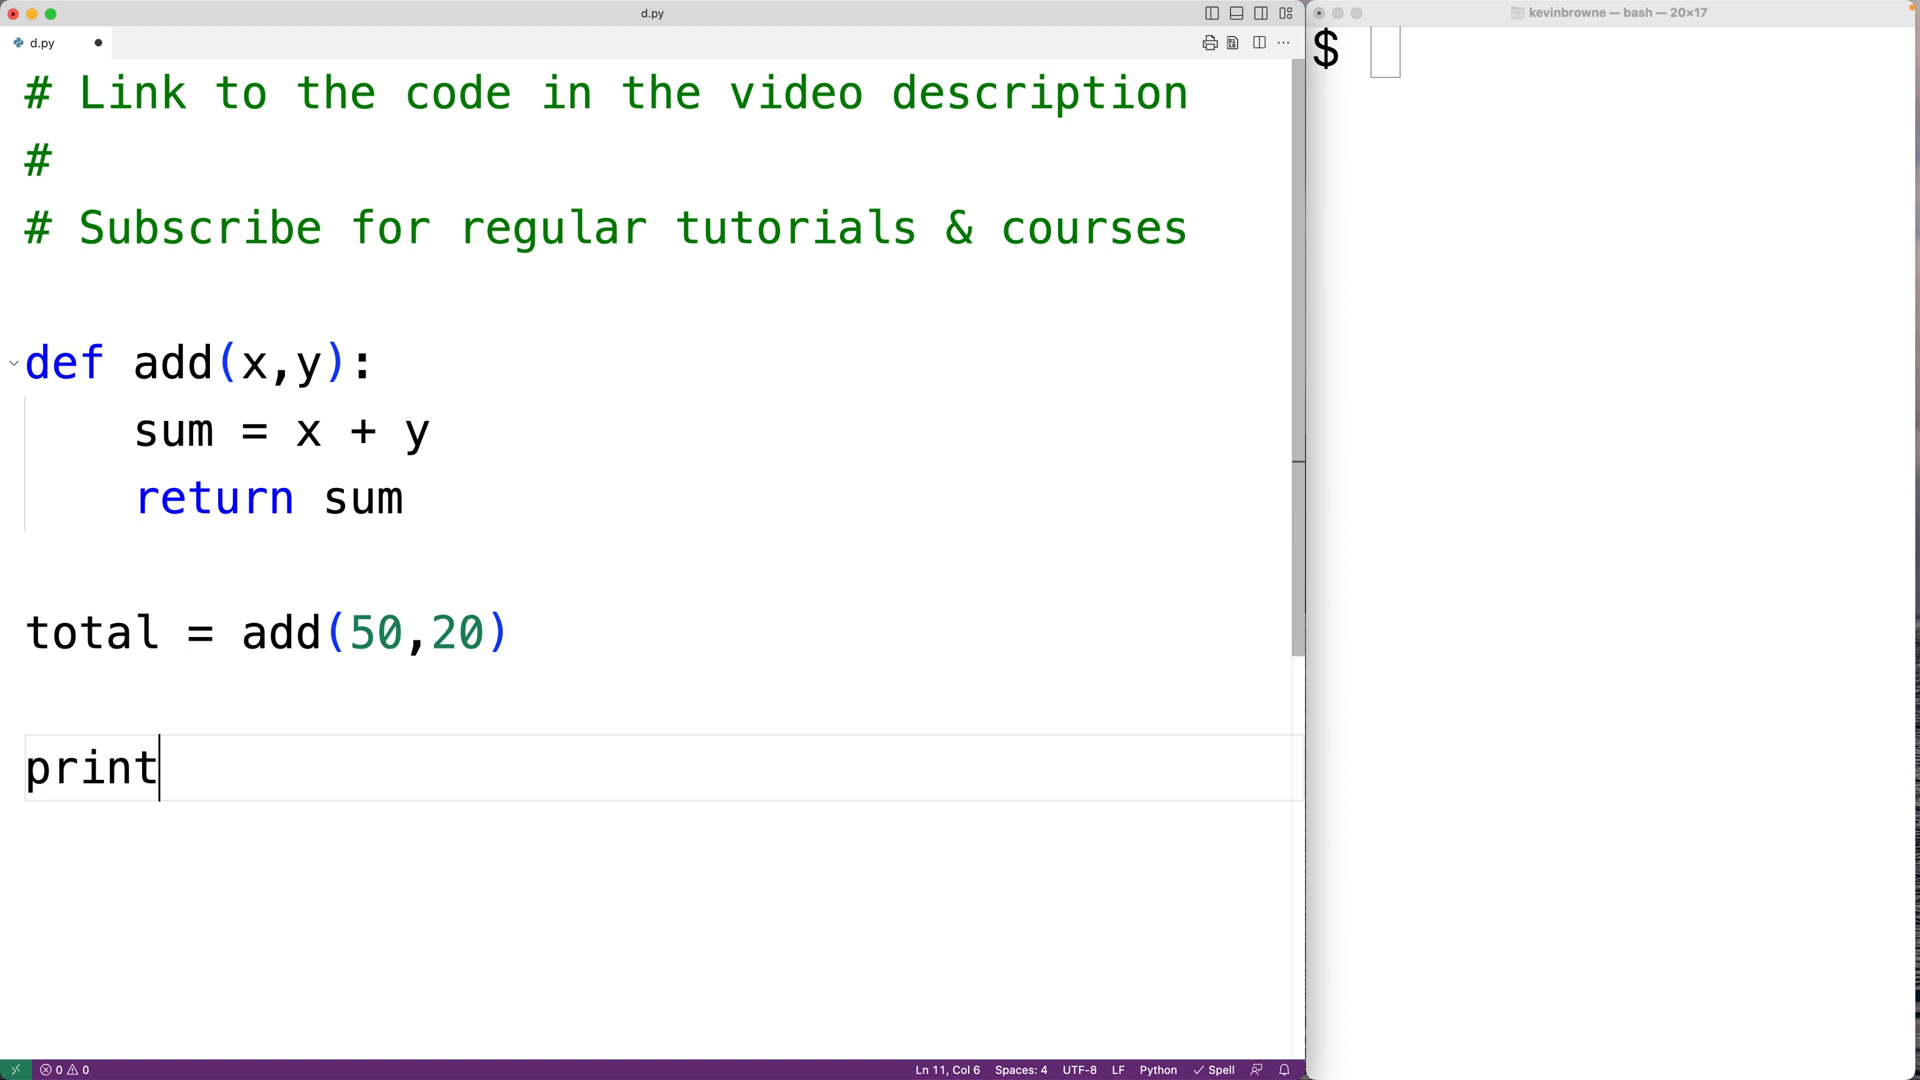 d.py
kevinbrowne — bash — 20×17
d.py
$
# Link to the code in the video description
#
# Subscribe for regular tutorials & courses
def add(x,y):
    sum = x + y
    return sum
total = add(50,20)
print
0 0
Ln 11, Col 6 Spaces: 4 UTF-8 LF Python Spell